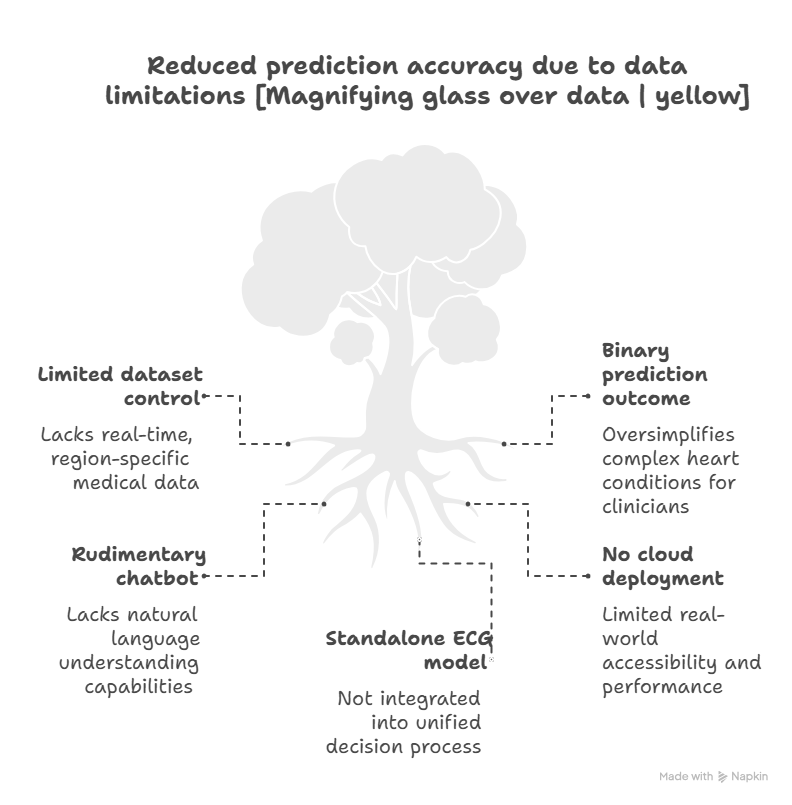 Reduced prediction accuracy due to data
limitations [Magnifying glass over data | yellow]
Limited dataset
control
Lacks real-time,
region-specific
medical data
Binary
prediction
outcome
Oversimplifies
complex heart
conditions for
clinicians
Rudimentary
chatbot
Lacks natural
language
understanding
capabilities
No cloud
deployment
Limited real-
world
accessibility and
performance
Standalone ECG
model
Not integrated
into unified
decision process
Made with Napkin